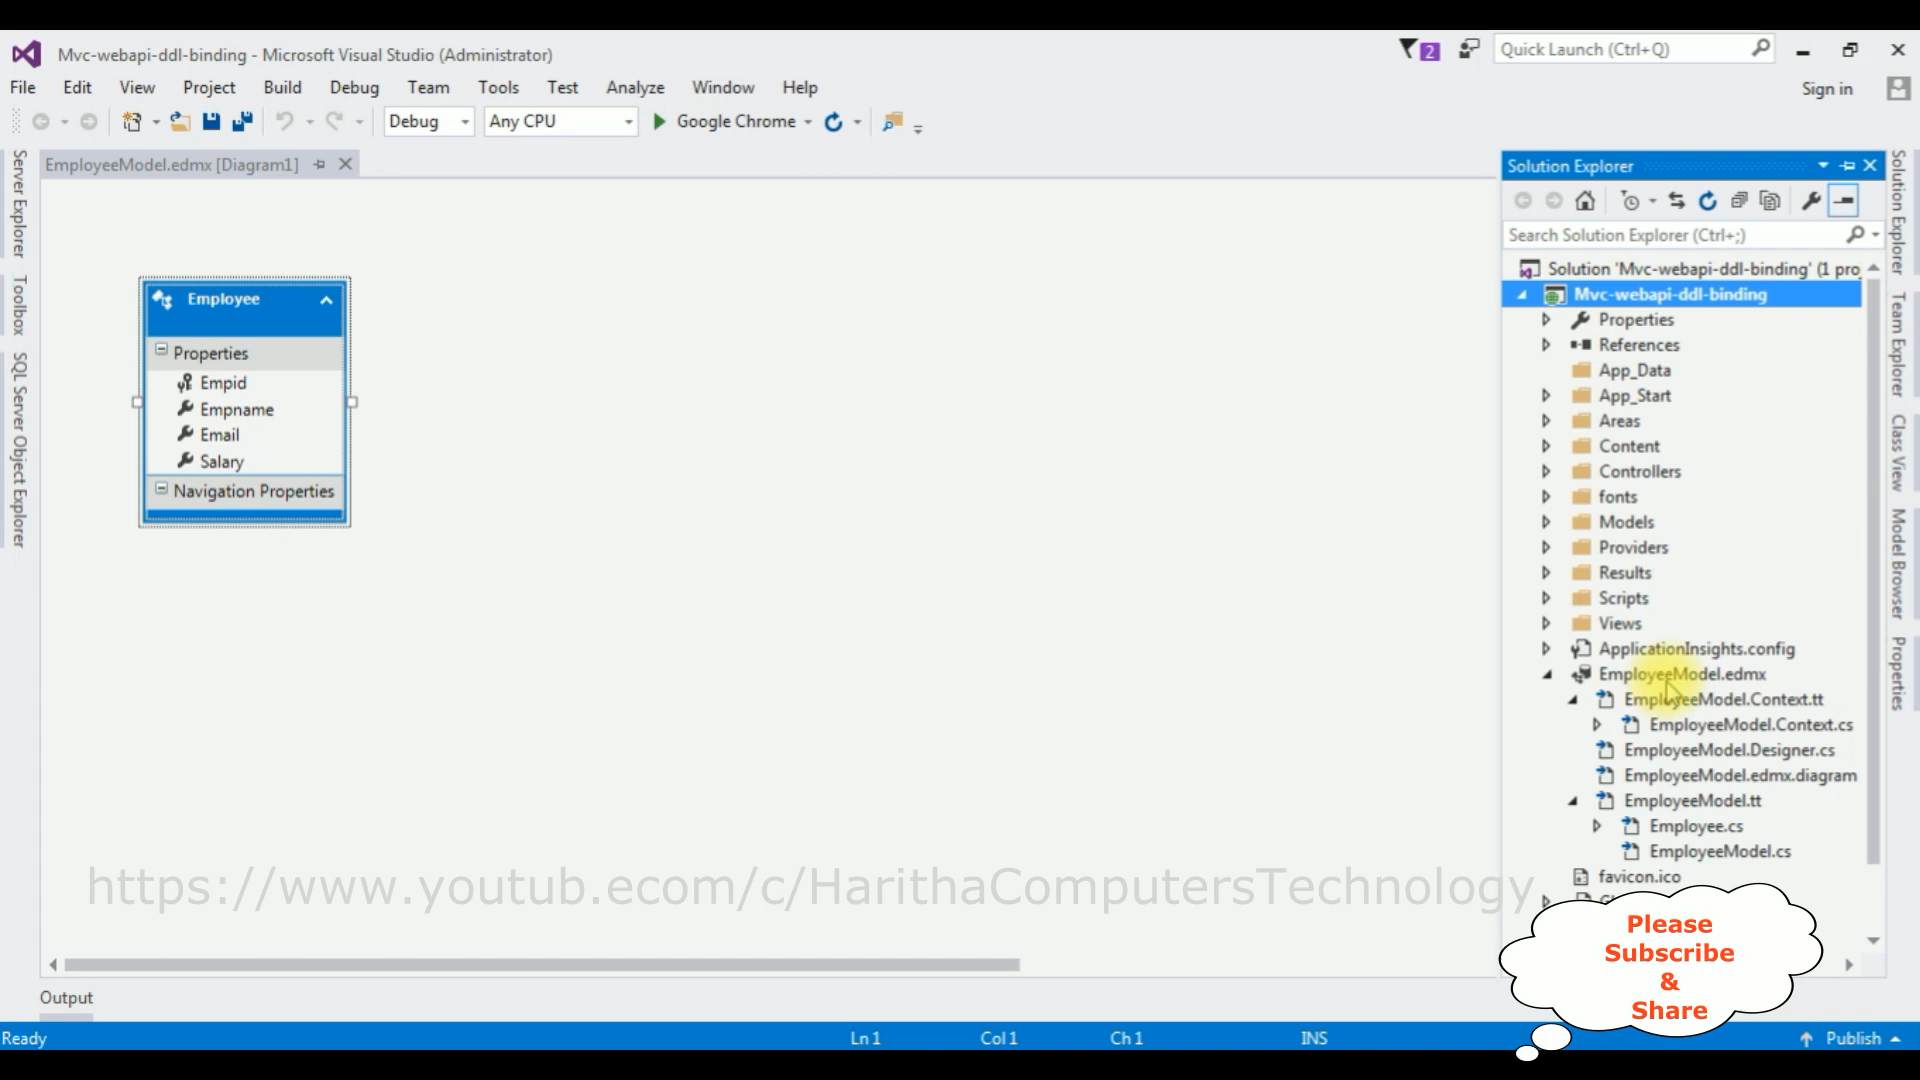 Mvc-webapi-ddl-binding - Microsoft Visual Studio (Administrator)
2
Quick Launch (Ctrl+Q)
File Edit View Project Build Debug Team Tools Test Analyze Window Help
Sign in
Debug Any CPU Google Chrome
EmployeeModel.edmx [Diagram1]
Server Explorer
Toolbox
SQL Server Object Explorer
Employee
Properties
Empid
Empname
Email
Salary
Navigation Properties
Solution Explorer
Search Solution Explorer (Ctrl+;)
Solution 'Mvc-webapi-ddl-binding' (1 pro
Mvc-webapi-ddl-binding
Properties
References
App_Data
App_Start
Areas
Content
Controllers
fonts
Models
Providers
Results
Scripts
Views
ApplicationInsights.config
EmployeeModel.edmx
EmployeeModel.Context.tt
EmployeeModel.Context.cs
EmployeeModel.Designer.cs
EmployeeModel.edmx.diagram
EmployeeModel.tt
Employee.cs
EmployeeModel.cs
favicon.ico
Solution Explorer
Team Explorer
Class View
Model Browser
Properties
https://www.youtub.ecom/c/HarithaComputersTechnology
Please
Subscribe
&
Share
Output
Ready Ln 1 Col 1 Ch 1 INS Publish